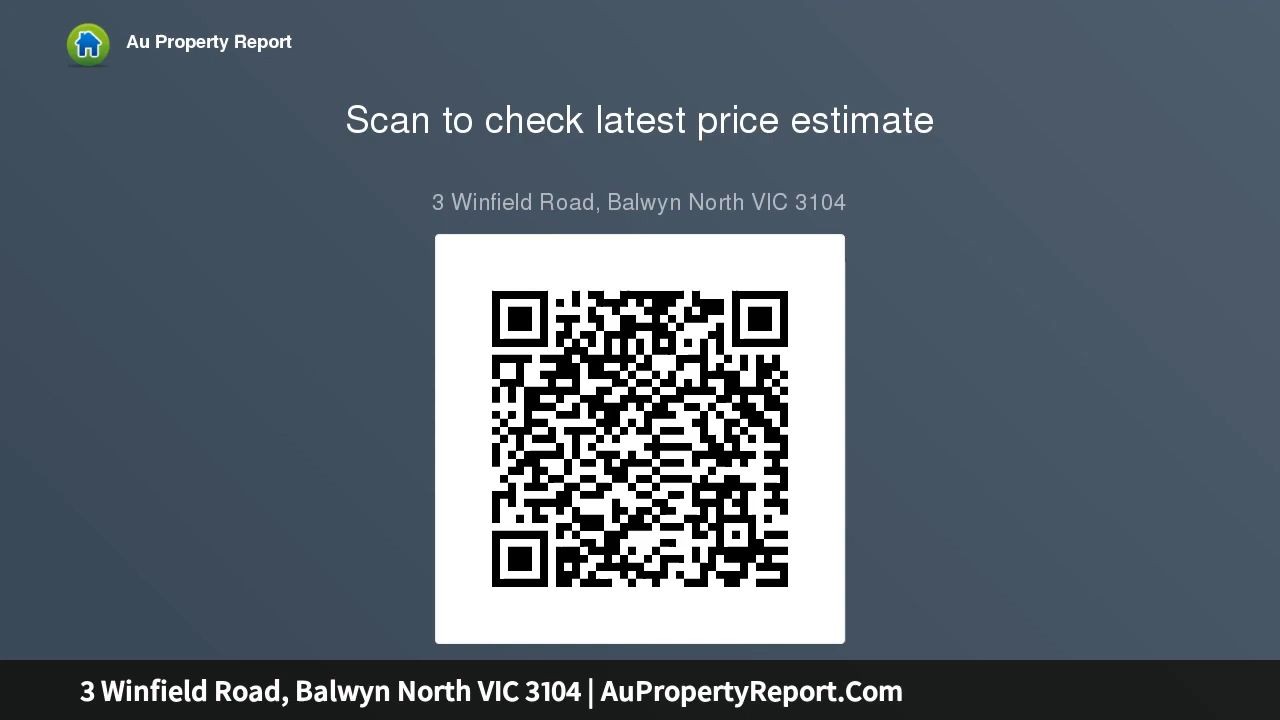 Au Property Report
Scan to check latest price estimate
3 Winfield Road, Balwyn North VIC 3104
3 Winfield Road, Balwyn North VIC 3104 | AuPropertyReport.Com